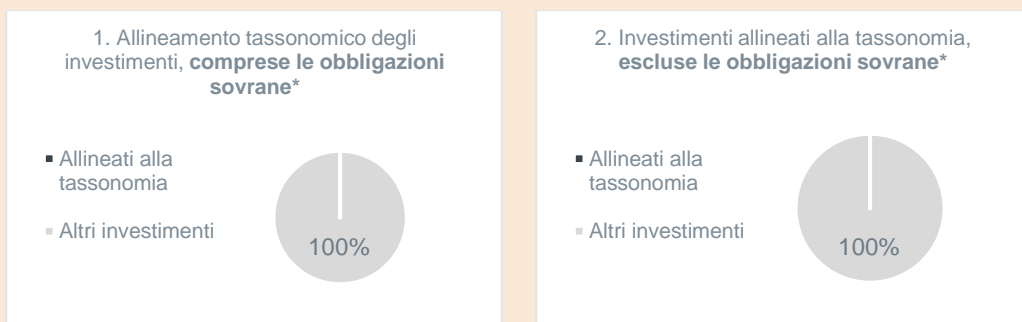 1. Allineamento tassonomico degli
investimenti, comprese le obbligazioni
sovrane*
Allineati alla
tassonomia
Altri investimenti
100%
2. Investimenti allineati alla tassonomia,
escluse le obbligazioni sovrane*
Allineati alla
tassonomia
Altri investimenti
100%